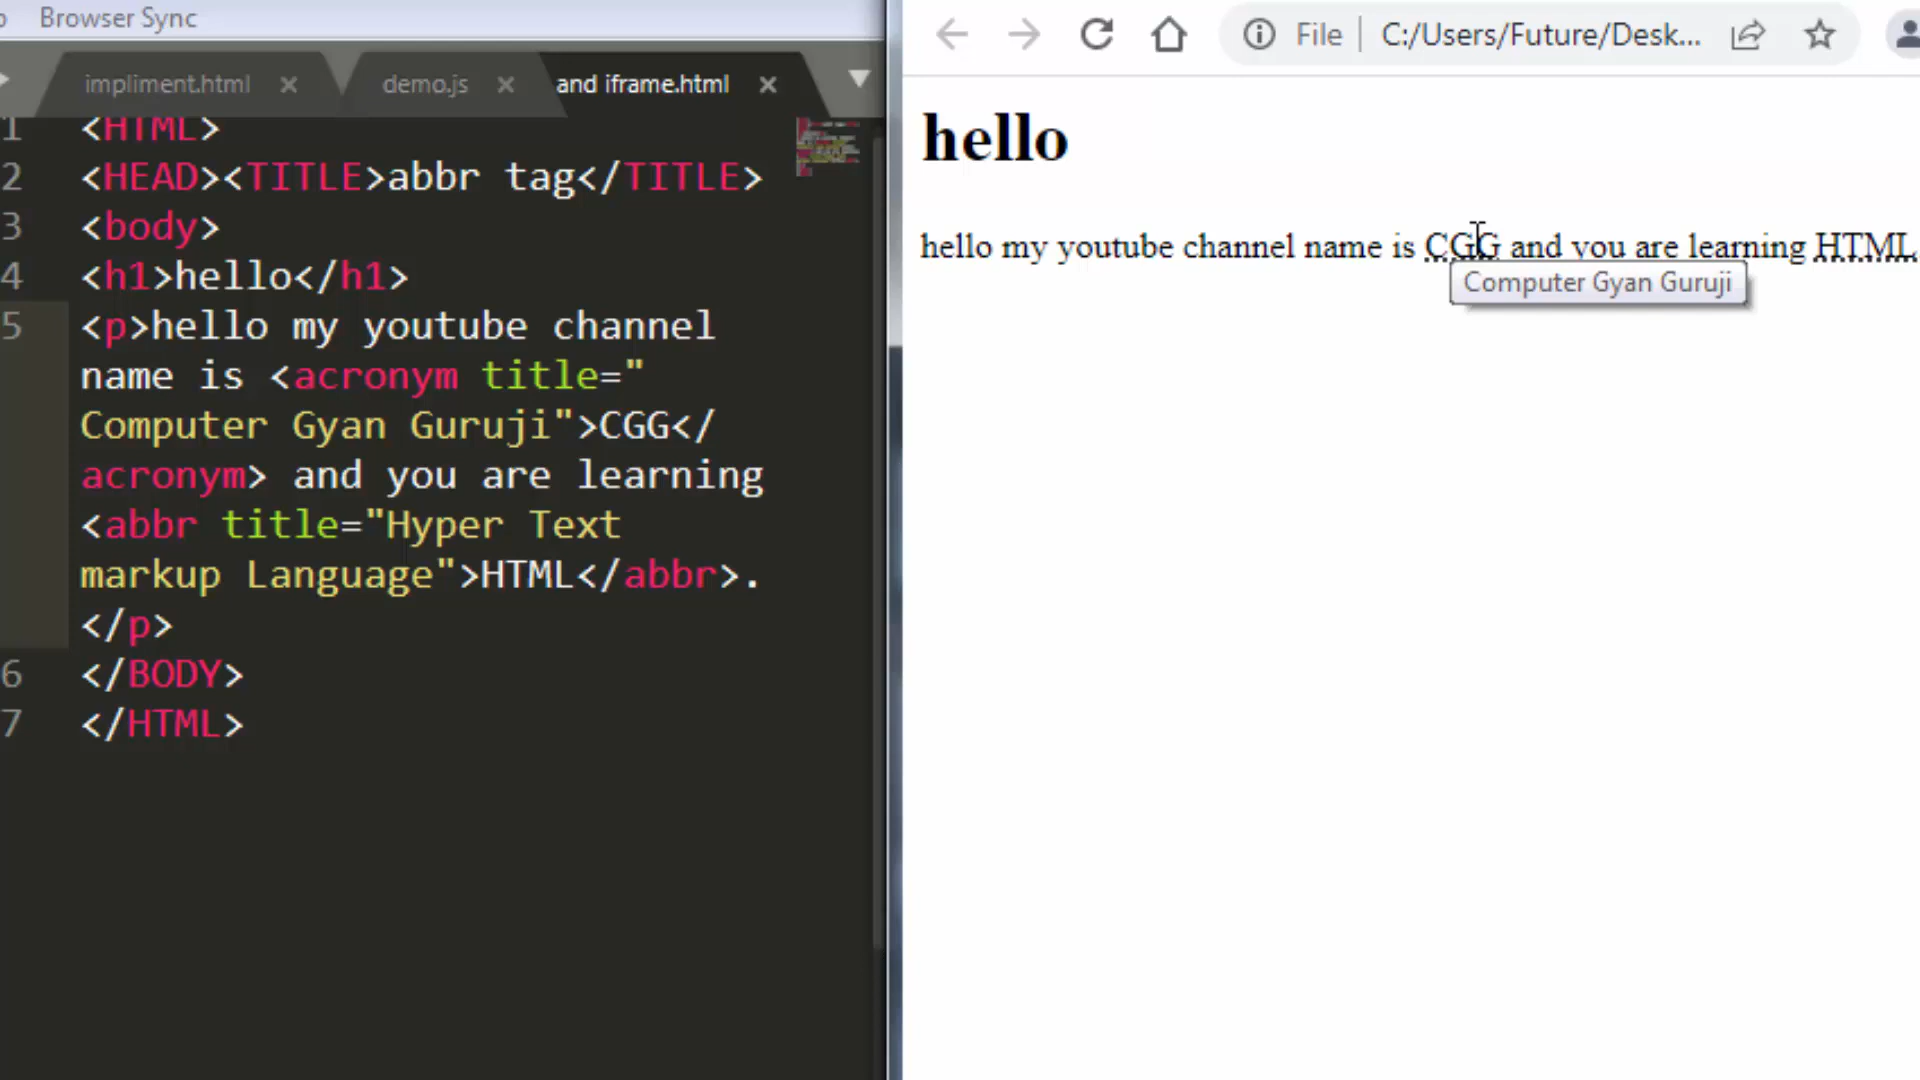 Browser Sync
impliment.html
demo.js
and iframe.html
1 <HTML>
2 <HEAD><TITLE>abbr tag</TITLE>
3 <body>
4 <h1>hello</h1>
5 <p>hello my youtube channel
name is <acronym title="
Computer Gyan Guruji">CGG</
acronym> and you are learning
<abbr title="Hyper Text
markup Language">HTML</abbr>.
</p>
6 </BODY>
7 </HTML>
File C:/Users/Future/Desk...
hello
hello my youtube channel name is CGG and you are learning HTML.
Computer Gyan Guruji